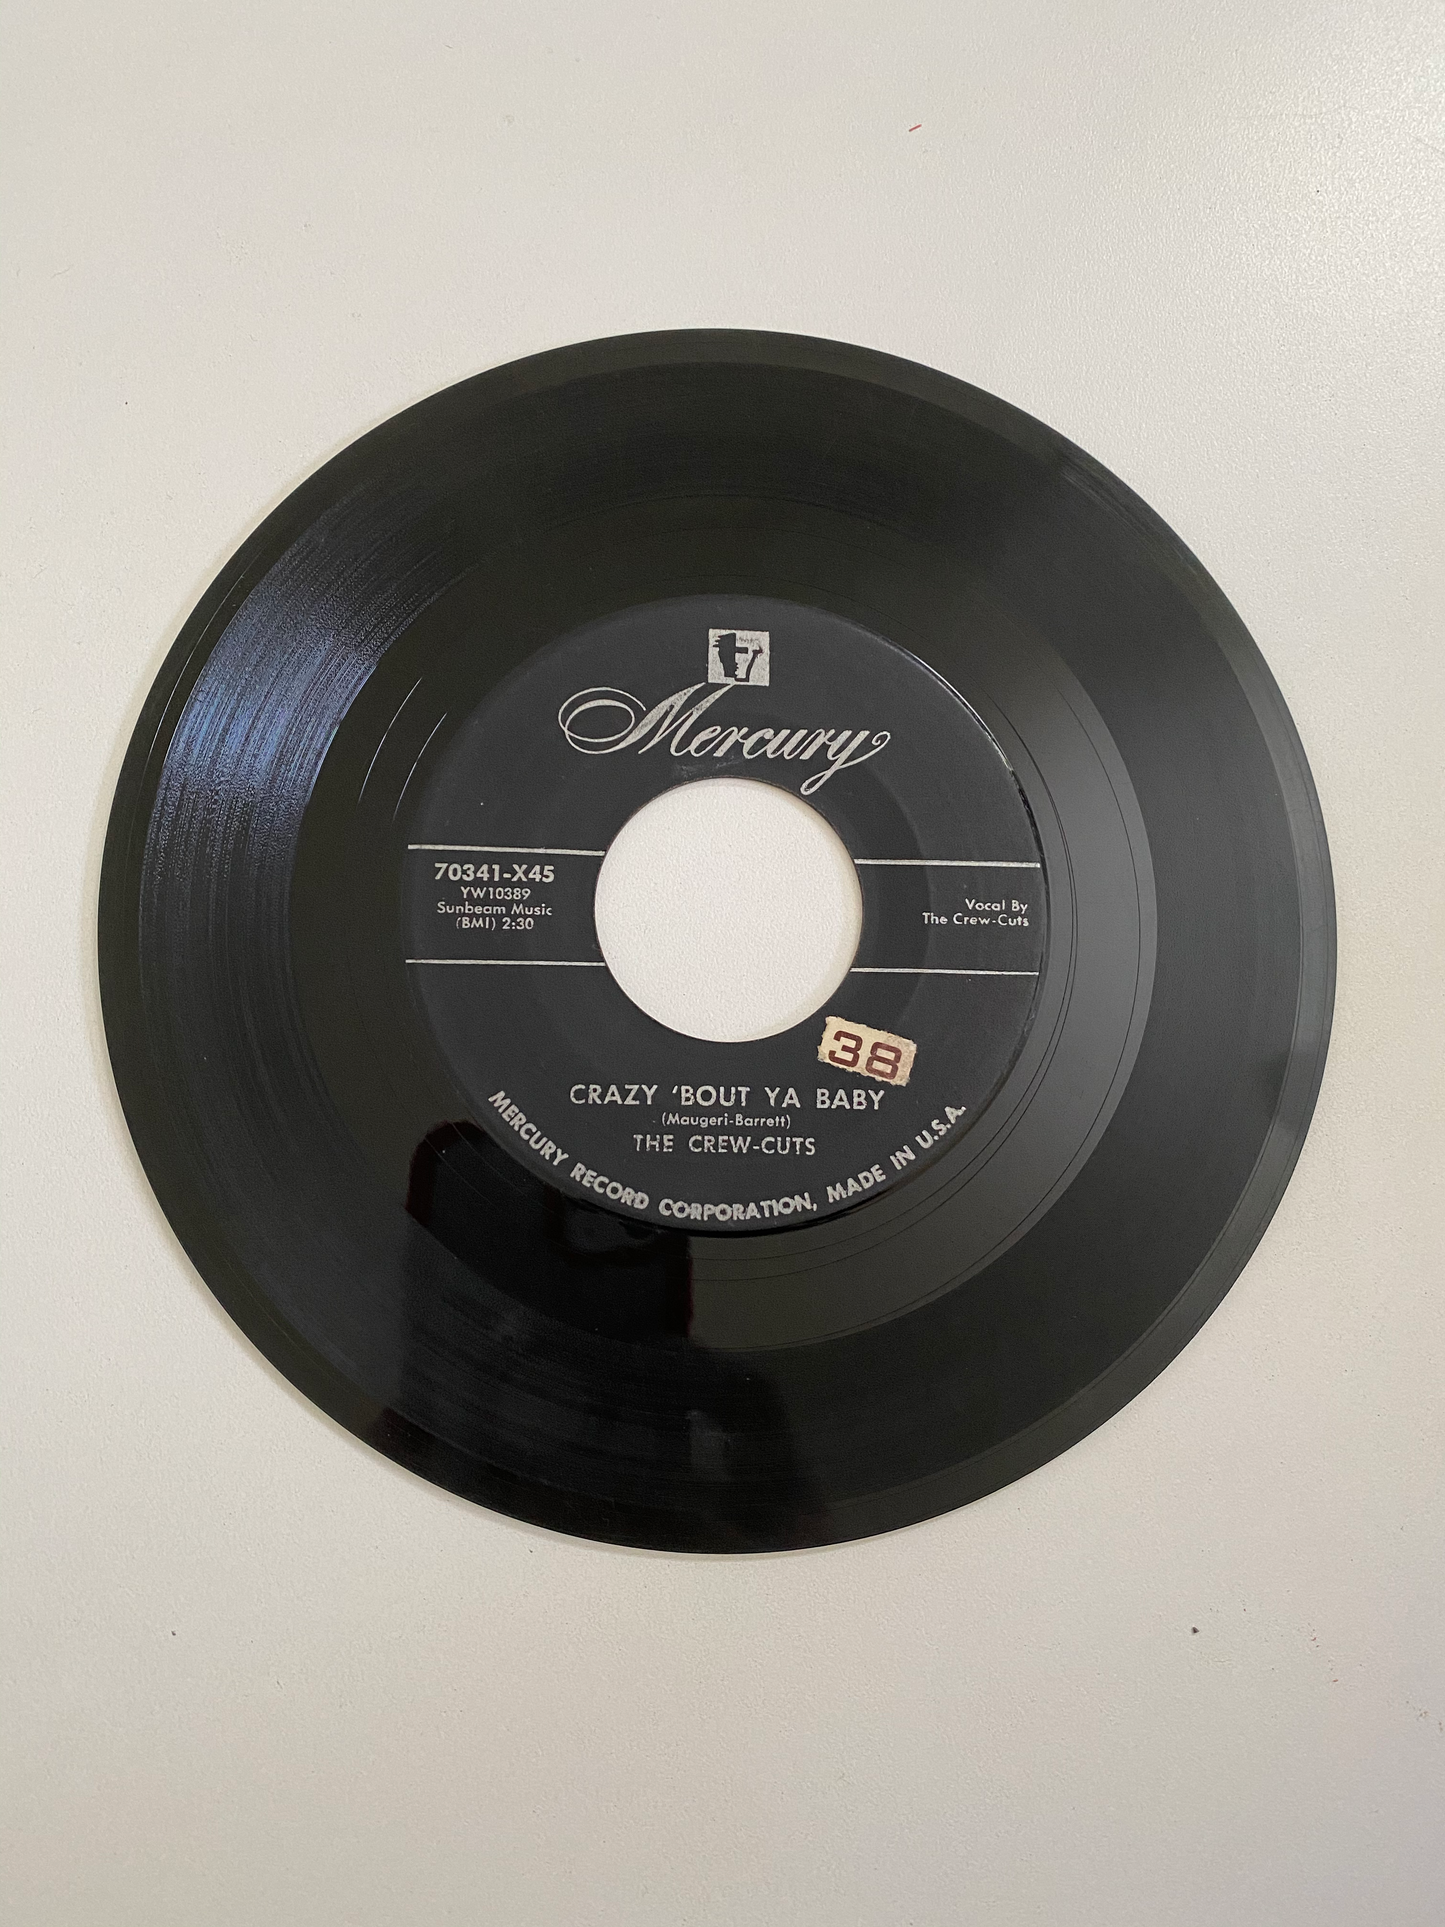 Mercury
70341-X45
YW10389
Sunbeam Music
(BMI) 2:30
Vocal By
The Crew-Cuts
38
CRAZY ‘BOUT YA BABY
(Maugeri-Barrett)
THE CREW-CUTS
MERCURY RECORD CORPORATION, MADE IN U.S.A.